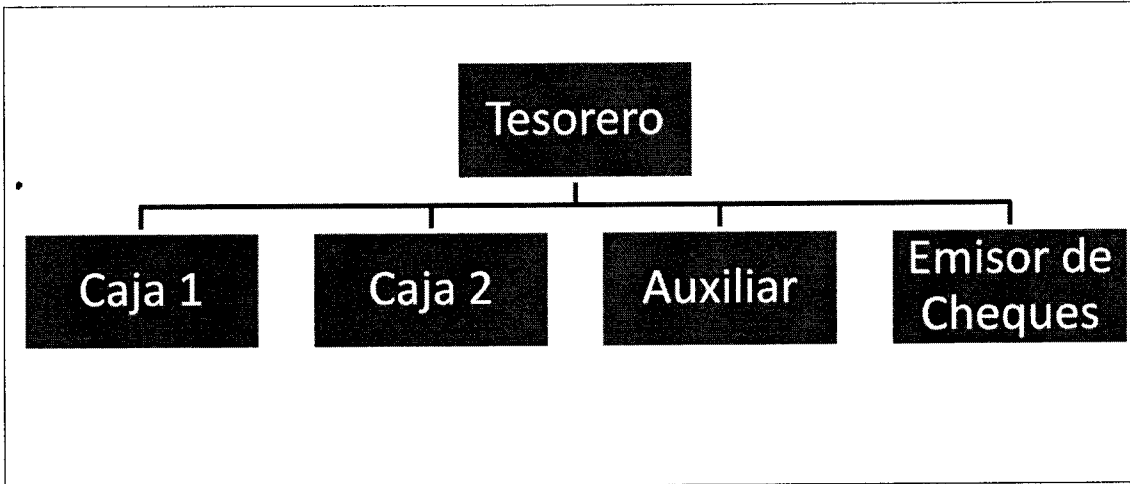 Tesorero
Caja 1
Caja 2
Auxiliar
Emisor de
Cheques